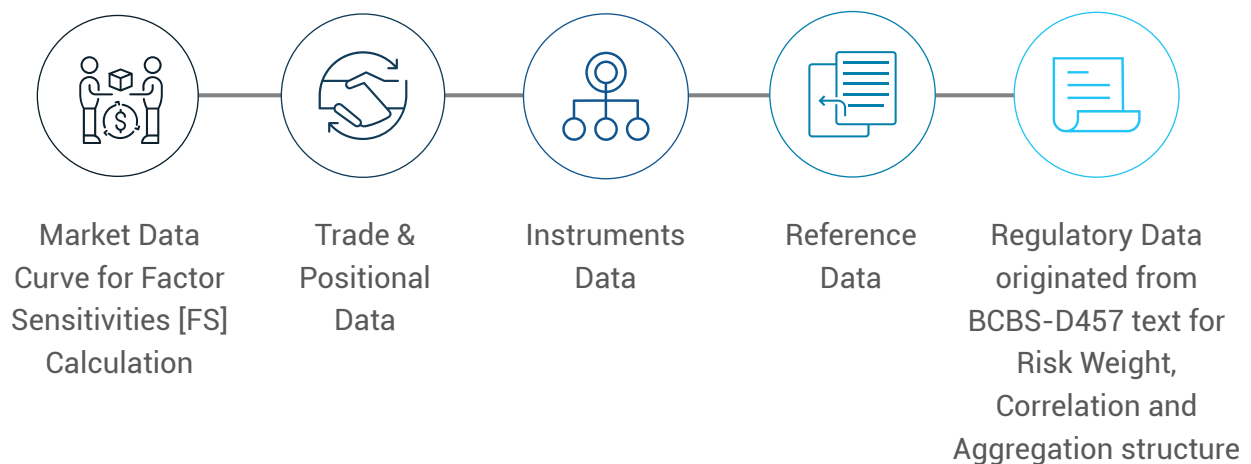 $
Market Data
Curve for Factor
Sensitivities [FS]
Calculation
Trade &
Positional
Data
Instruments
Data
Reference
Data
Regulatory Data
originated from
BCBS-D457 text for
Risk Weight,
Correlation and
Aggregation structure